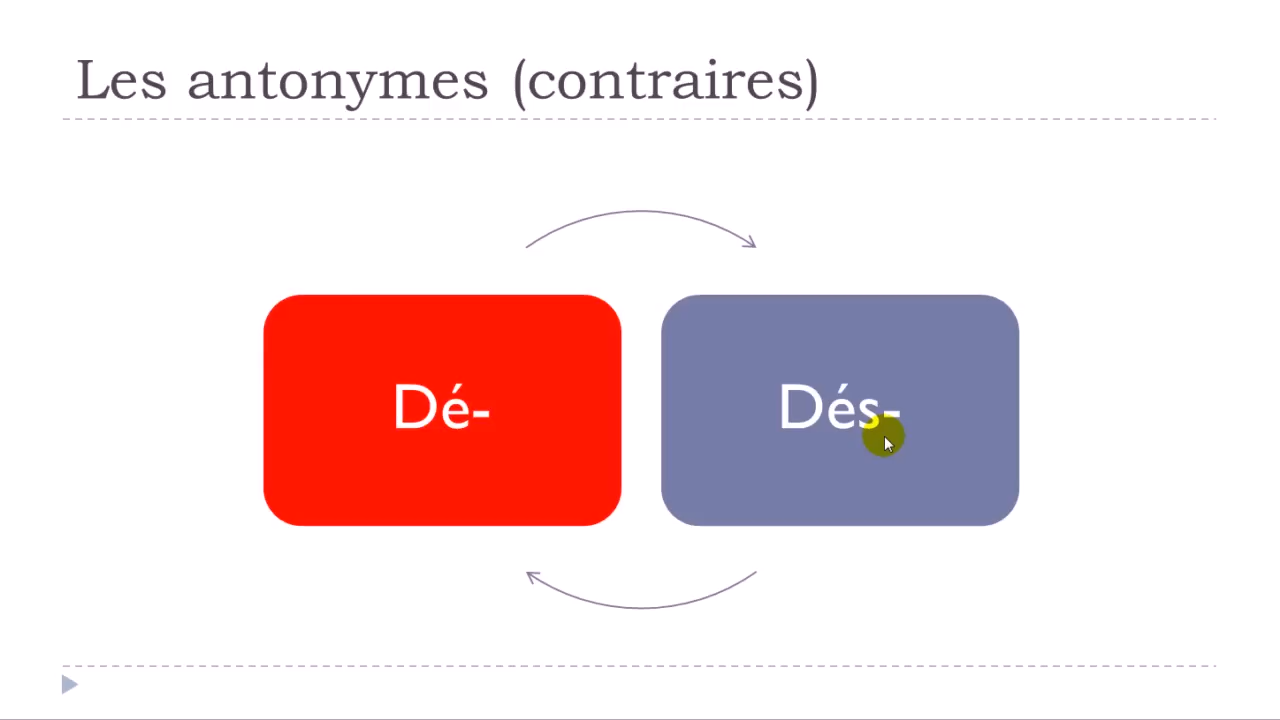 Les antonymes (contraires)
Dé-
Dés-